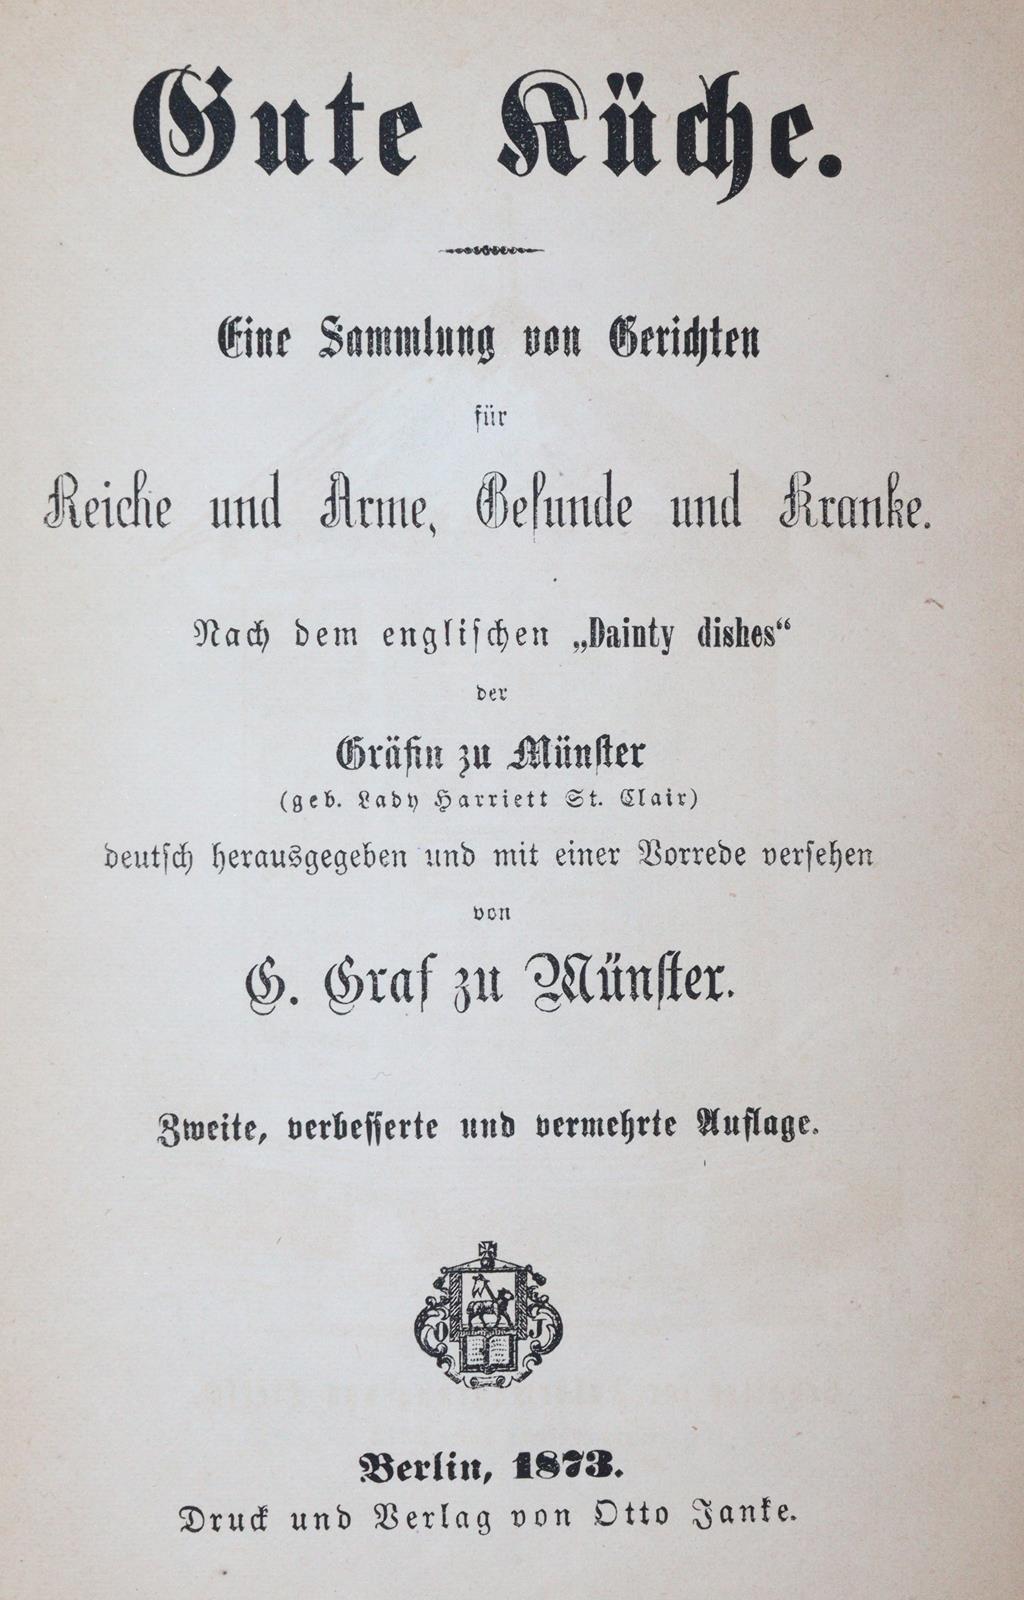 Gute Küche.
Eine Sammlung von Gerichten
für
Reiche und Arme, Gesunde und Kranke.
Nach dem englischen „Dainty dishes“
der
Gräfin zu Münster
(geb. Lady Harriett St. Clair)
deutsch herausgegeben und mit einer Vorrede versehen
von
G. Graf zu Münster.
Zweite, verbesserte und vermehrte Auflage.
O J
Berlin, 1873.
Druck und Verlag von Otto Janke.